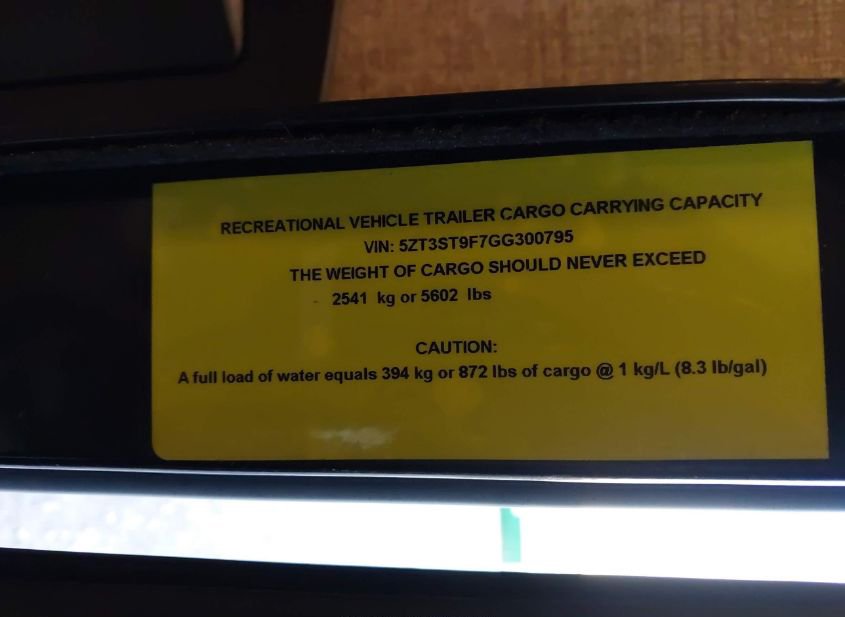 RECREATIONAL VEHICLE TRAILER CARGO CARRYING CAPACITY
VIN: 5ZT3ST9F7GG300795
THE WEIGHT OF CARGO SHOULD NEVER EXCEED
2541 kg or 5602 lbs
CAUTION:
A full load of water equals 394 kg or 872 lbs of cargo @ 1 kg/L (8.3 lb/gal)